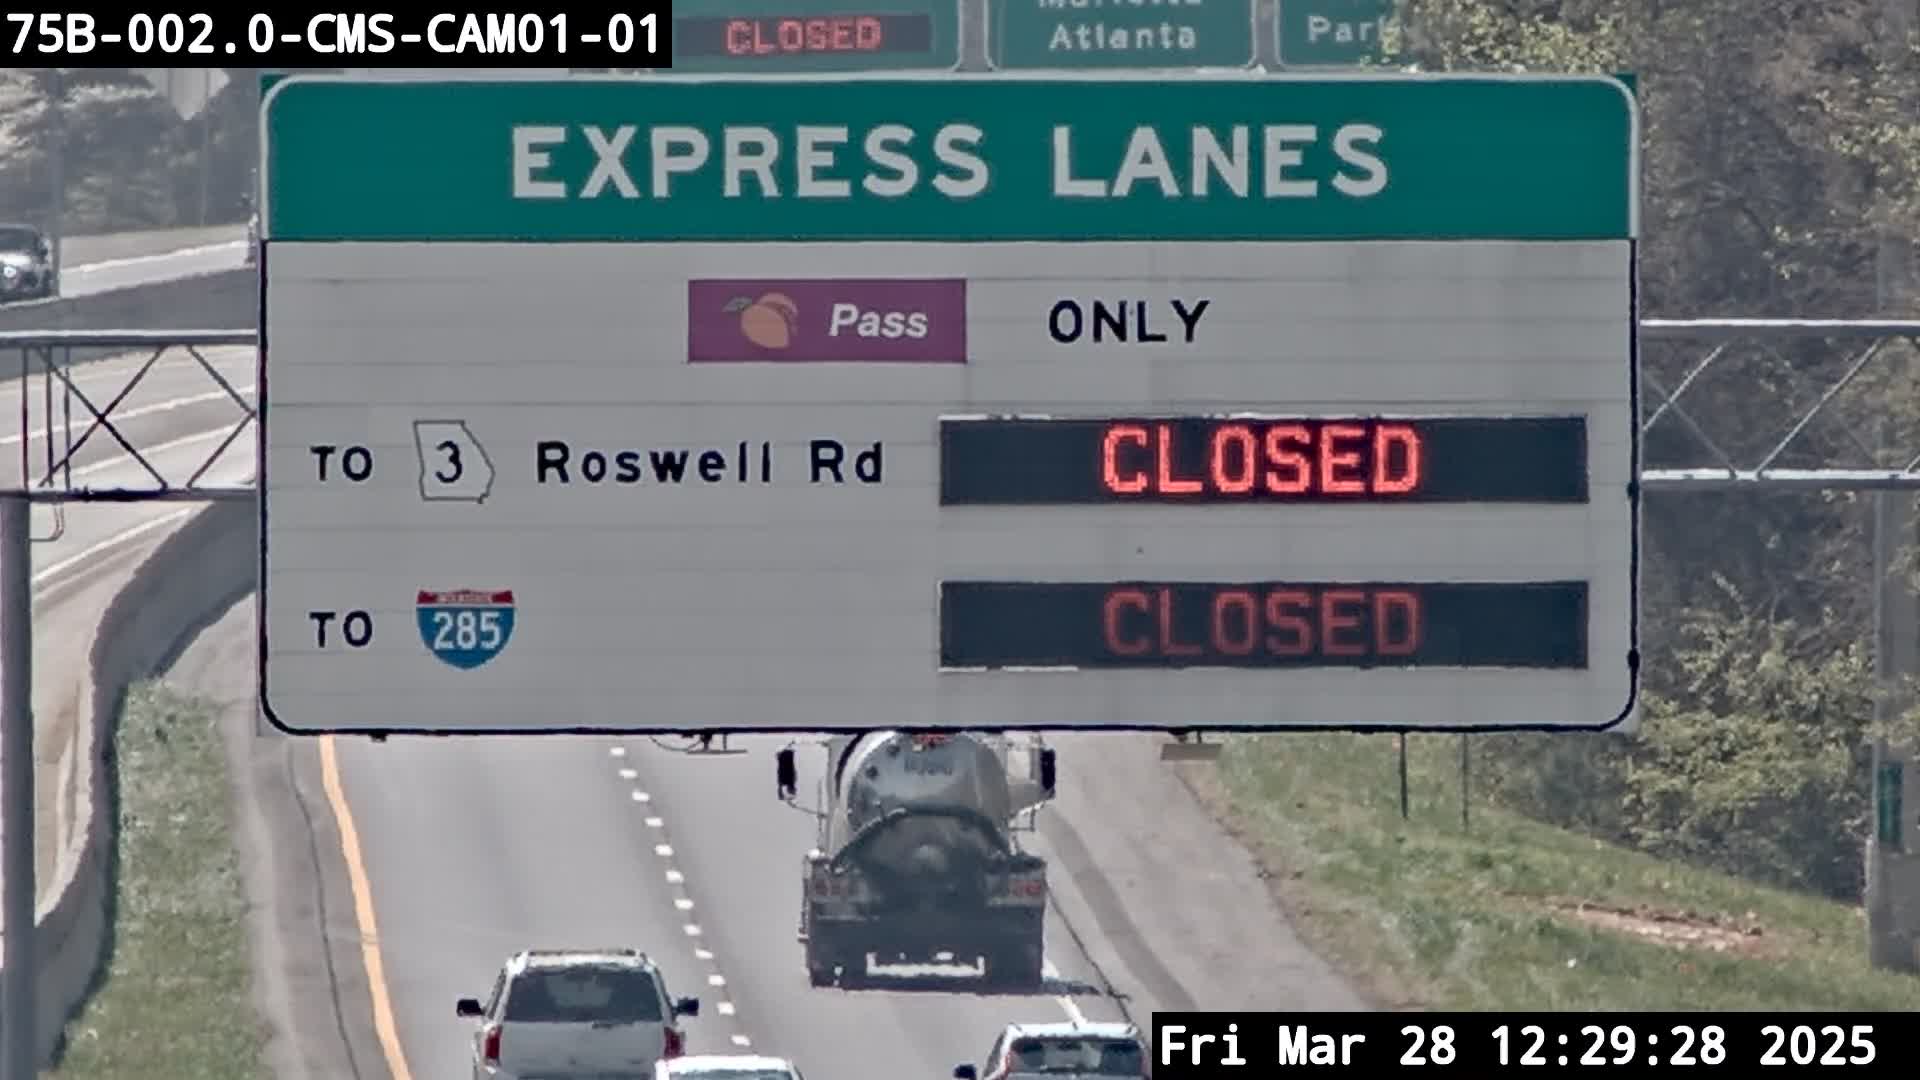 75B-002.0-CMS-CAM01-01
CLOSED
Atlanta
EXPRESS LANES
Pass ONLY
TO 3 Roswell Rd CLOSED
TO 285 CLOSED
Fri Mar 28 12:29:28 2025